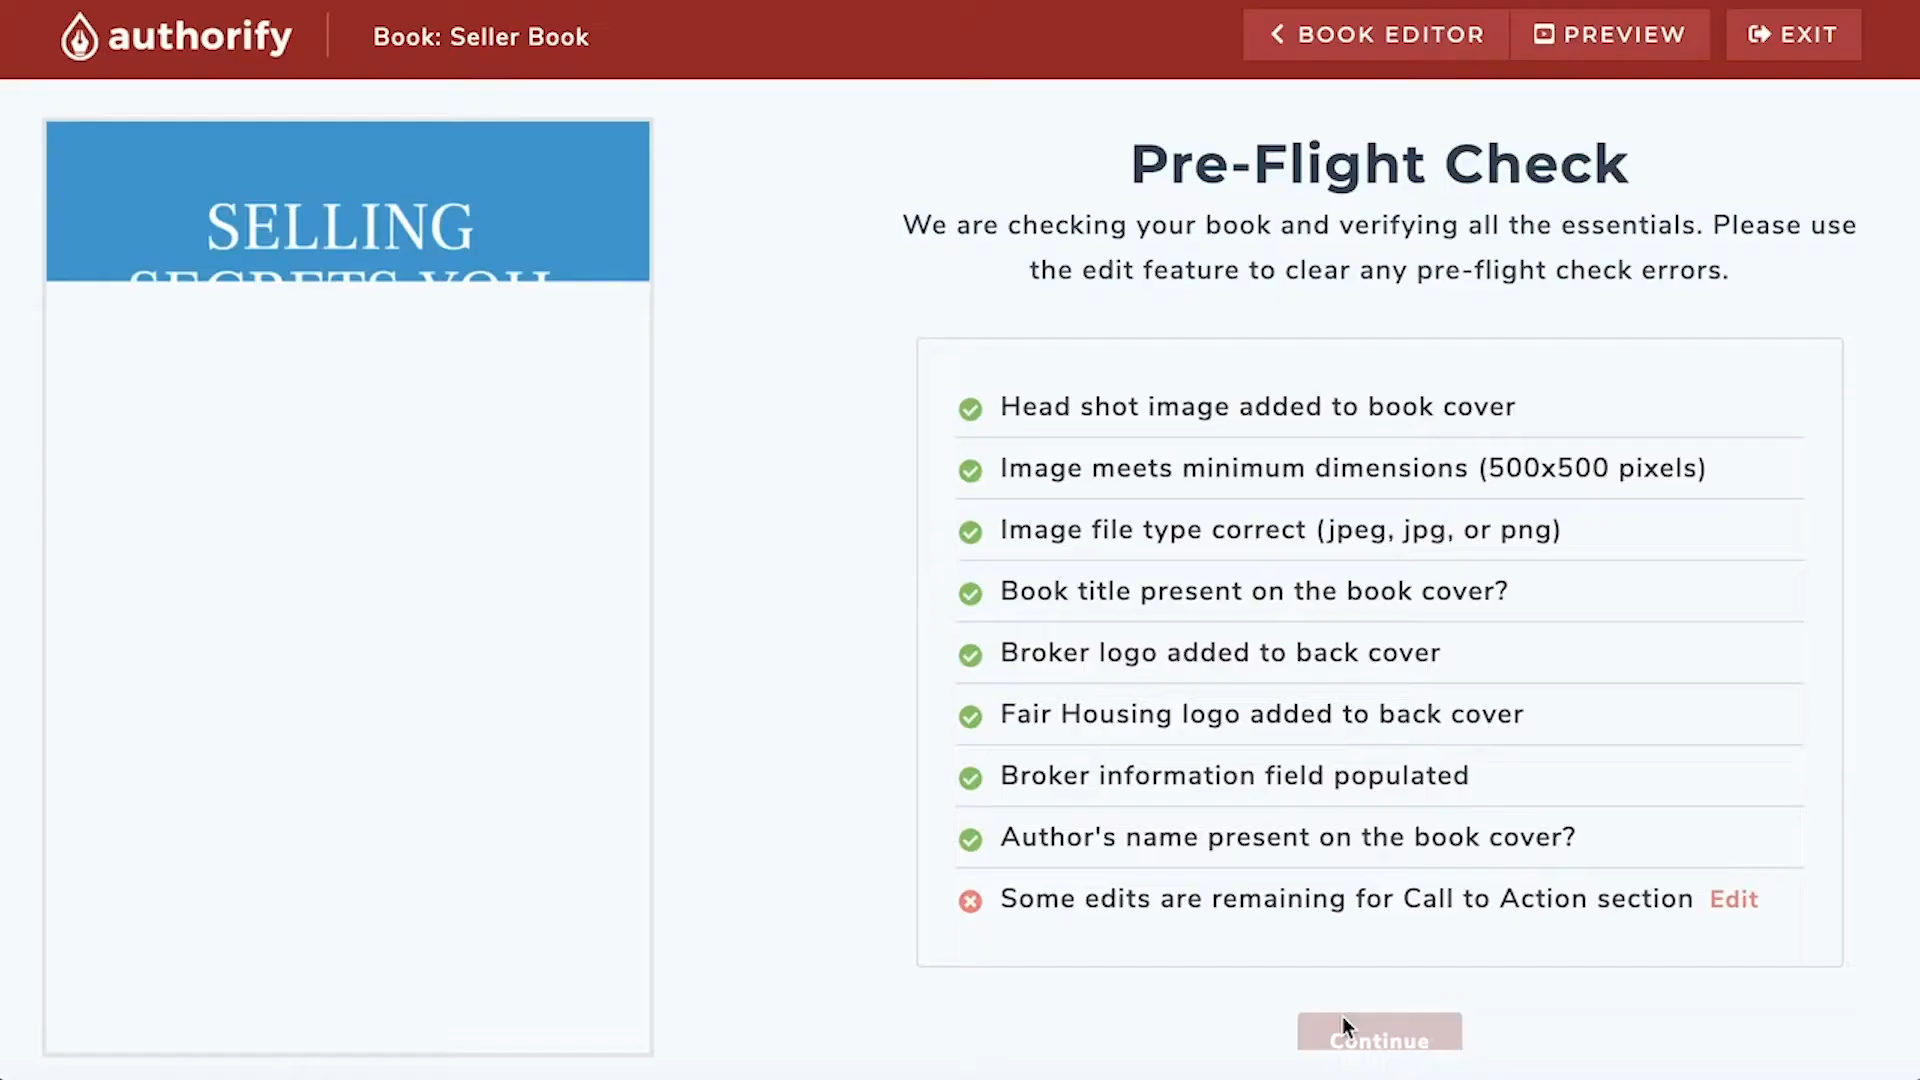 authorify
Book: Seller Book
BOOK EDITOR
PREVIEW
EXIT
SELLING
SECRETS YOU
Pre-Flight Check
We are checking your book and verifying all the essentials. Please use
the edit feature to clear any pre-flight check errors.
Head shot image added to book cover
Image meets minimum dimensions (500x500 pixels)
Image file type correct (jpeg, jpg, or png)
Book title present on the book cover?
Broker logo added to back cover
Fair Housing logo added to back cover
Broker information field populated
Author's name present on the book cover?
Some edits are remaining for Call to Action section Edit
Continue